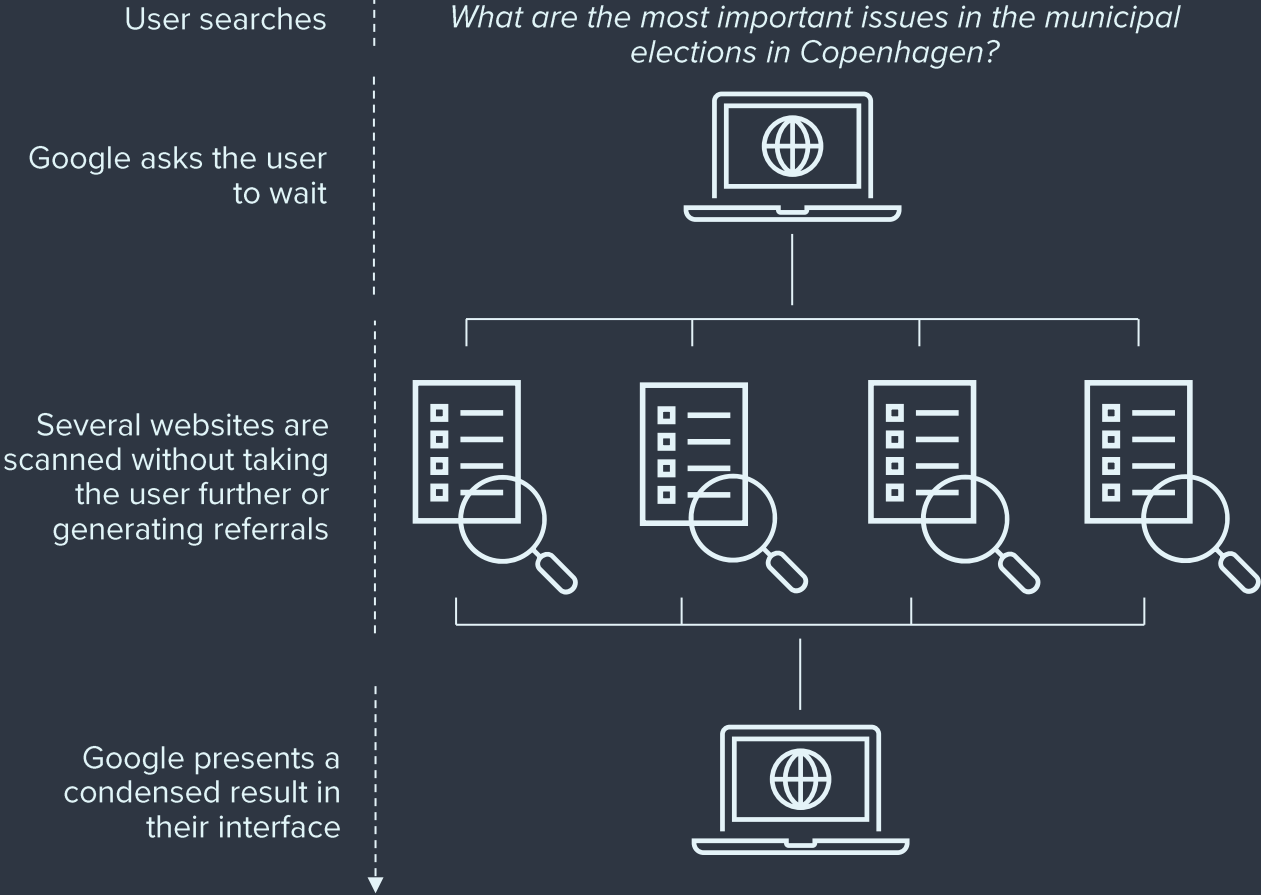 User searches
What are the most important issues in the municipal
elections in Copenhagen?
Google asks the user
to wait
Several websites are
scanned without taking
the user further or
generating referrals
Google presents a
condensed result in
their interface